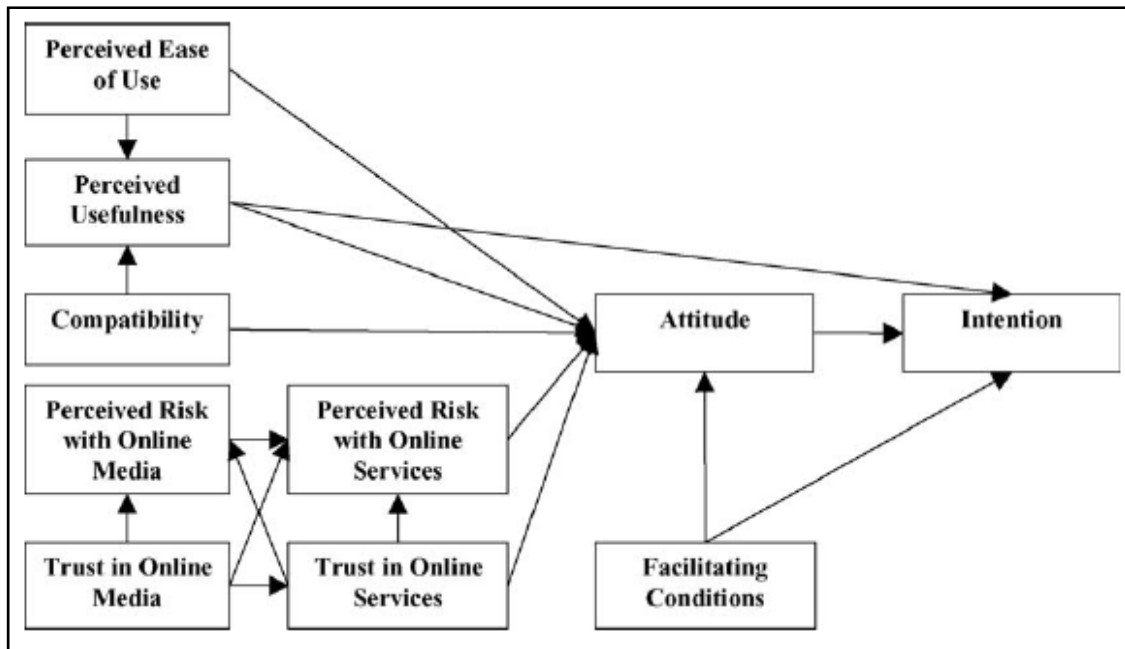 Perceived Ease
of Use
Perceived
Usefulness
Compatibility
Attitude
Intention
Perceived Risk
with Online
Media
Perceived Risk
with Online
Services
Trust in Online
Media
Trust in Online
Services
Facilitating
Conditions